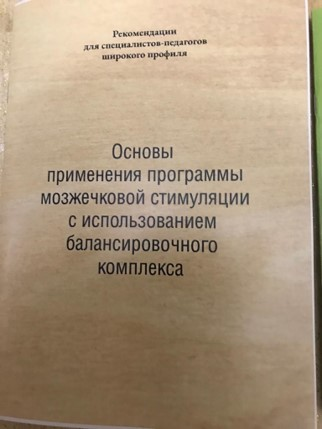 Рекомендации
для специалистов-педагогов
широкого профиля
Основы
применения программы
мозжечковой стимуляции
с использованием
балансировочного
комплекса